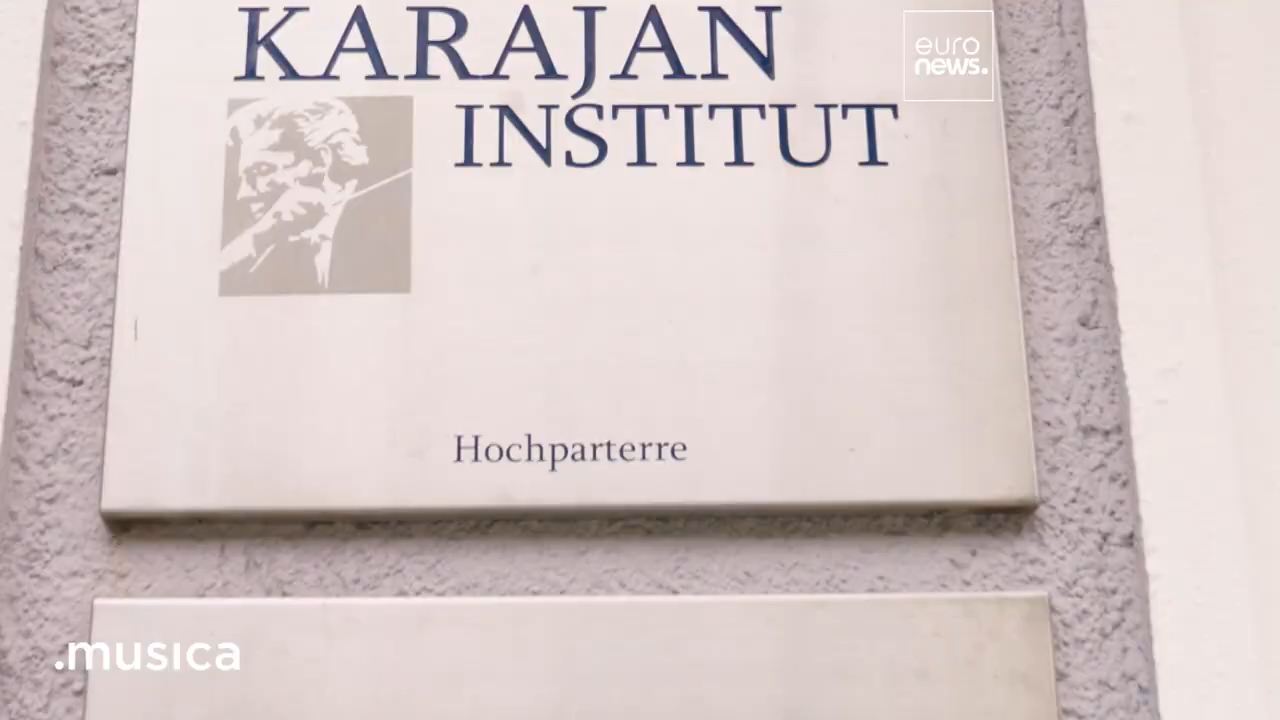 KARAJAN
INSTITUT
Hochparterre
euro
news.
.musica